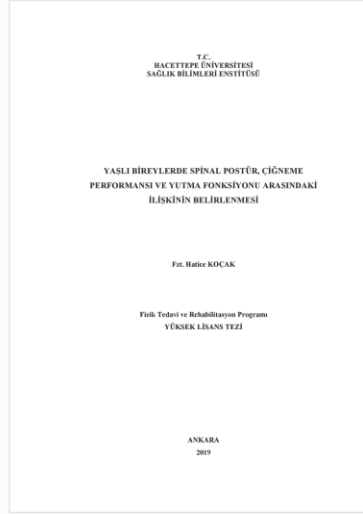 T.C.
HACETTEPE ÜNİVERSİTESİ
SAĞLIK BİLİMLERİ ENSTİTÜSÜ
YAŞLI BİREYLERDE SPİNAL POSTÜR, ÇİĞNEME
PERFORMANSI VE YUTMA FONKSİYONU ARASINDAKİ
İLİŞKİNİN BELİRLENMESİ
Fzt. Hatice KOÇAK
Fizik Tedavi ve Rehabilitasyon Programı
YÜKSEK LİSANS TEZİ
ANKARA
2019